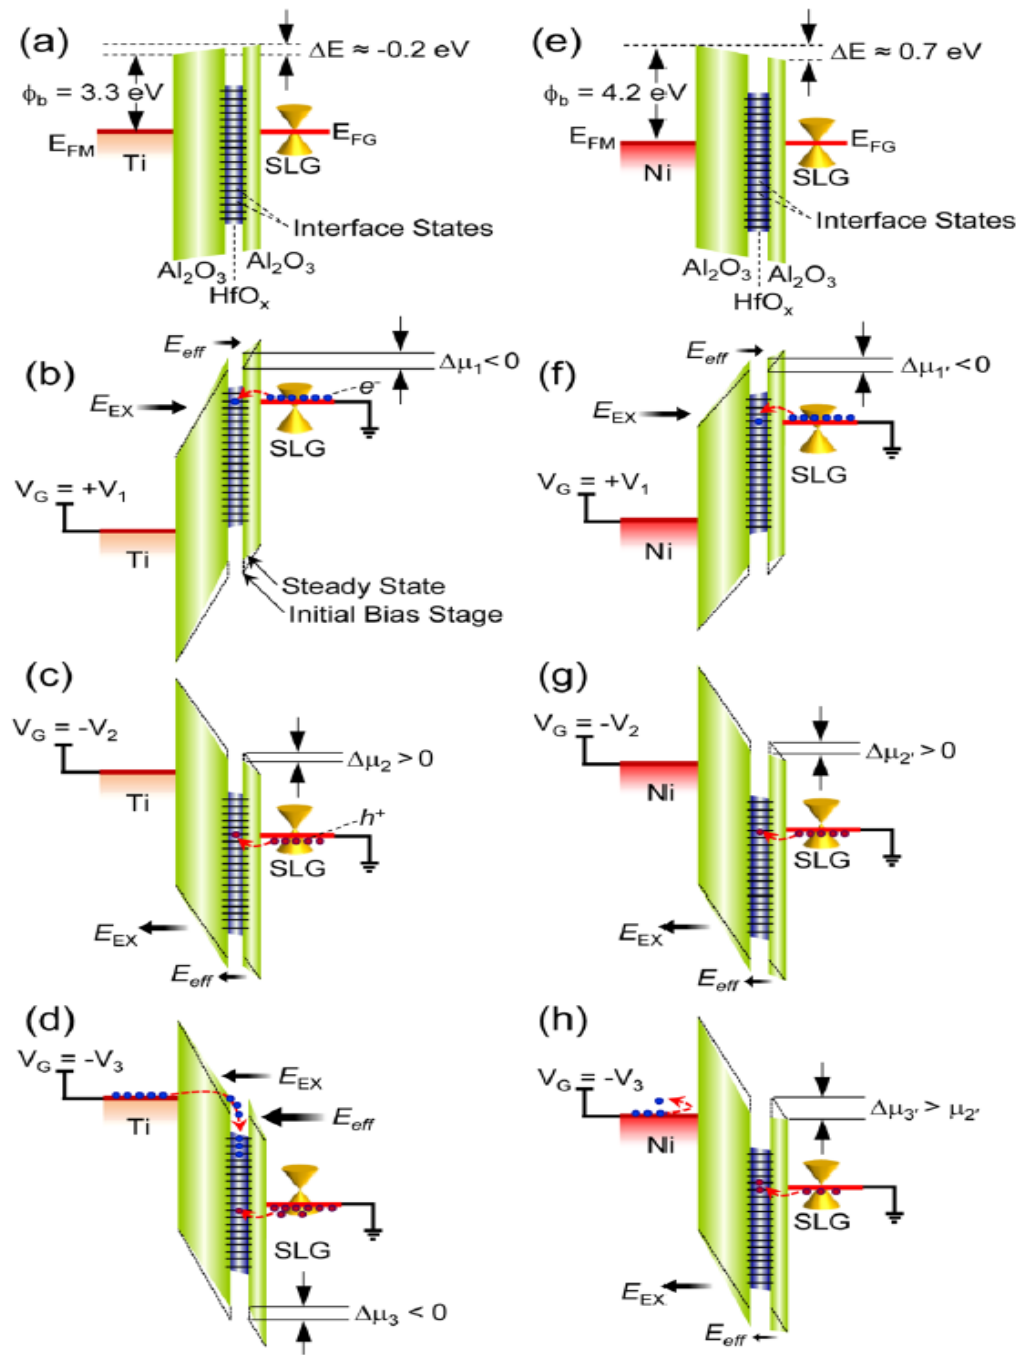 (a)
ΔE ≈ -0.2 eV
ϕb = 3.3 eV
EFM
Ti
EFG
SLG
Interface States
Al2O3
Al2O3
HfOx
(e)
ΔE ≈ 0.7 eV
ϕb = 4.2 eV
EFM
Ni
EFG
SLG
Interface States
Al2O3
Al2O3
HfOx
(b)
Eeff
Δμ1 < 0
e-
EEX
SLG
VG = +V1
Ti
Steady State
Initial Bias Stage
(f)
Eeff
Δμ1' < 0
EEX
SLG
VG = +V1
Ni
(c)
VG = -V2
Δμ2 > 0
Ti
h+
SLG
EEX
Eeff
(g)
VG = -V2
Δμ2' > 0
Ni
SLG
EEX
Eeff
(d)
VG = -V3
EEX
Eeff
Ti
SLG
Δμ3 < 0
(h)
VG = -V3
Δμ3' > μ2'
Ni
SLG
EEX
Eeff